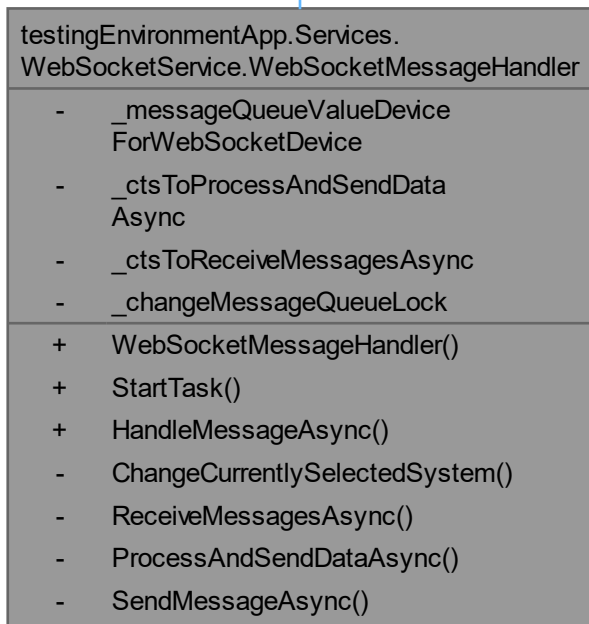 testingEnvironmentApp.Services.
WebSocketService.WebSocketMessageHandler
- _messageQueueValueDevice
ForWebSocketDevice
- _ctsToProcessAndSendData
Async
- _ctsToReceiveMessagesAsync
- _changeMessageQueueLock
+ WebSocketMessageHandler()
+ StartTask()
+ HandleMessageAsync()
- ChangeCurrentlySelectedSystem()
- ReceiveMessagesAsync()
- ProcessAndSendDataAsync()
- SendMessageAsync()